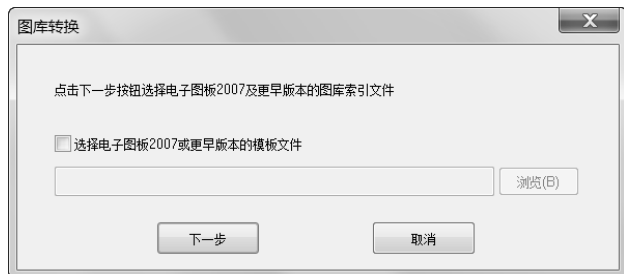 图库转换
点击下一步按钮选择电子图板2007及更早版本的图库索引文件
选择电子图板2007或更早版本的模板文件
浏览(B)
下一步
取消